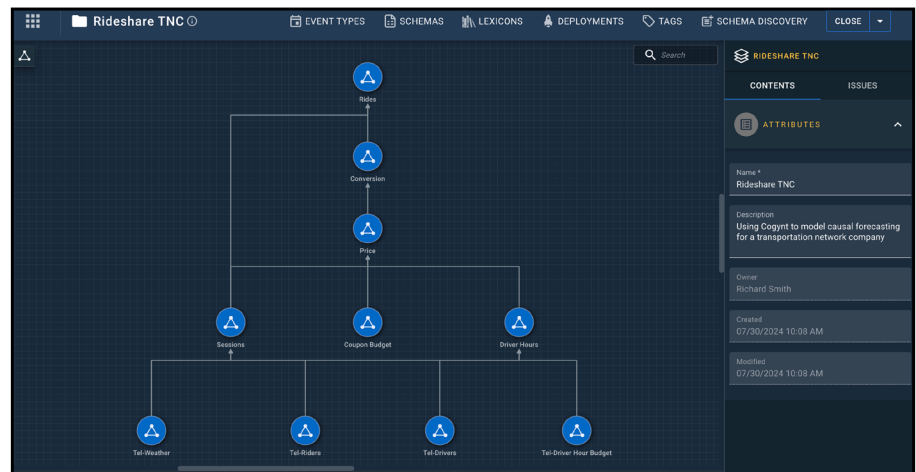 Rideshare TNC
EVENT TYPES
SCHEMAS
LEXICONS
DEPLOYMENTS
TAGS
SCHEMA DISCOVERY
CLOSE
Search
Rides
Conversion
Price
Sessions
Coupon Budget
Driver Hours
Tel-Weather
Tel-Riders
Tel-Drivers
Tel-Driver Hour Budget
RIDESHARE TNC
CONTENTS
ISSUES
ATTRIBUTES
Name *
Rideshare TNC
Description
Using Cogynt to model causal forecasting
for a transportation network company
Owner
Richard Smith
Created
07/30/2024 10:08 AM
Modified
07/30/2024 10:08 AM